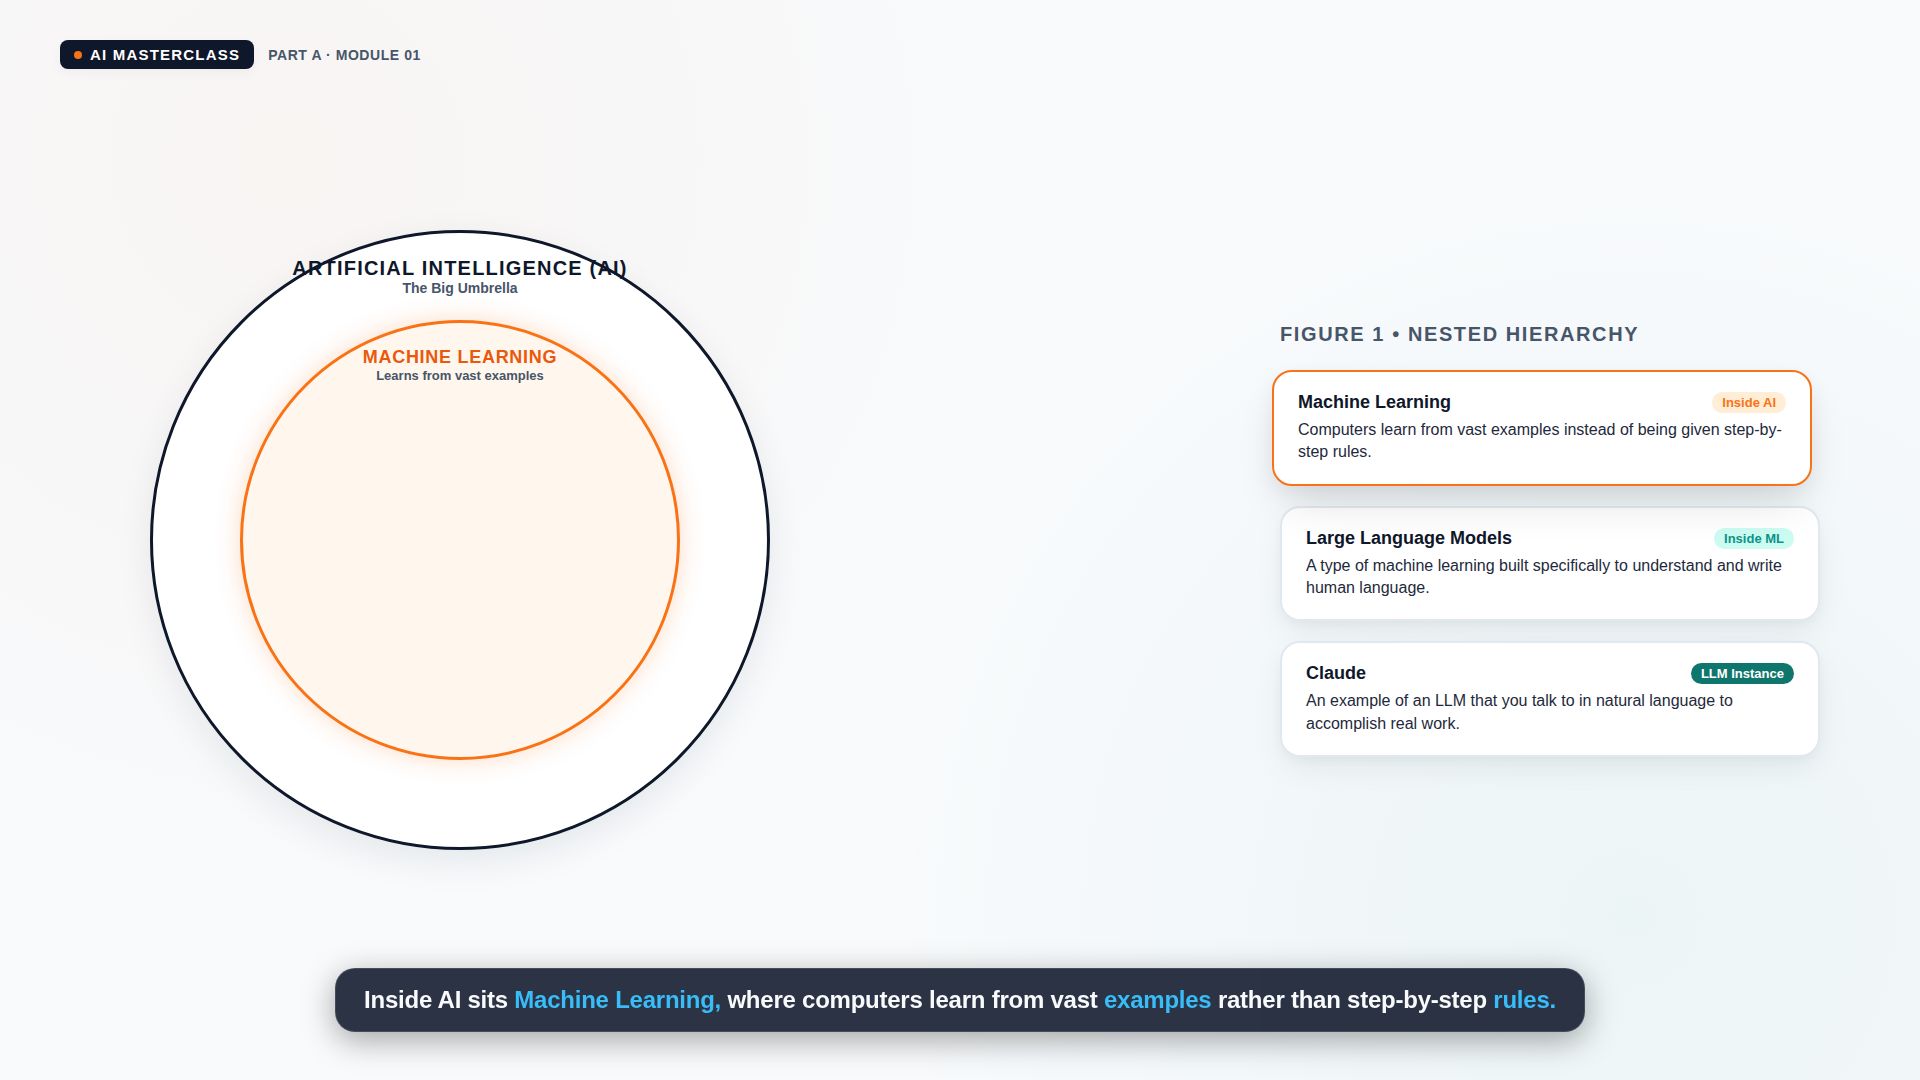 AI MASTERCLASS
PART A · MODULE 01
ARTIFICIAL INTELLIGENCE (AI)
The Big Umbrella
MACHINE LEARNING
Learns from vast examples
FIGURE 1 • NESTED HIERARCHY
Machine Learning
Inside AI
Computers learn from vast examples instead of being given step-by-
step rules.
Large Language Models
Inside ML
A type of machine learning built specifically to understand and write
human language.
Claude
LLM Instance
An example of an LLM that you talk to in natural language to
accomplish real work.
Inside AI sits Machine Learning, where computers learn from vast examples rather than step-by-step rules.